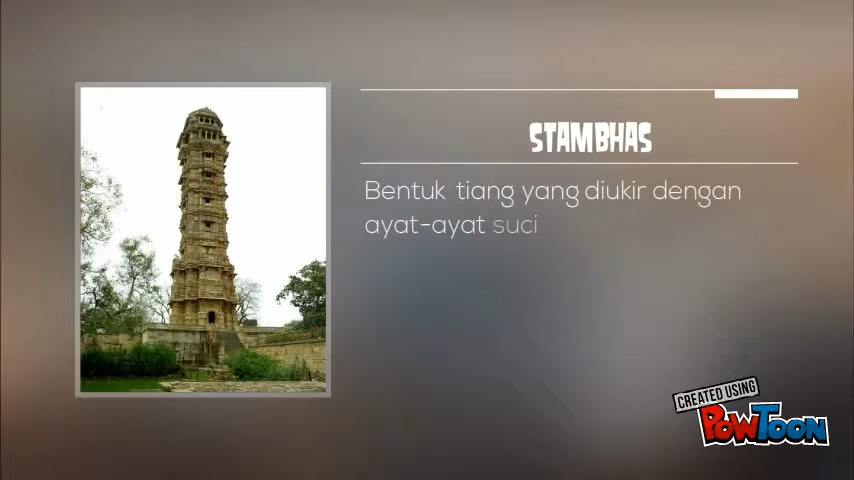 STAMBHAS
Bentuk tiang yang diukir dengan
ayat-ayat suci
CREATED USING
POWTOON